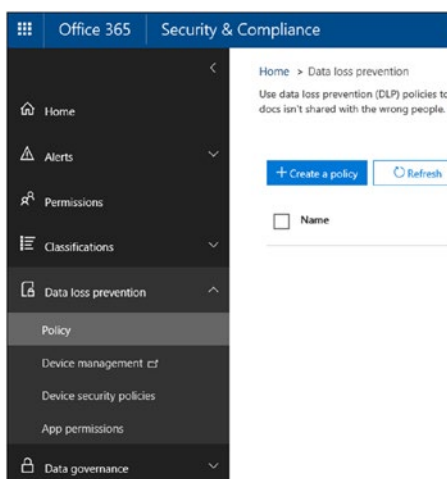 Office 365 Security & Compliance
Home > Data loss prevention
Use data loss prevention (DLP) policies to
docs isn't shared with the wrong people.
+ Create a policy Refresh
Name
Home
Alerts
Permissions
Classifications
Data loss prevention
Policy
Device management
Device security policies
App permissions
Data governance